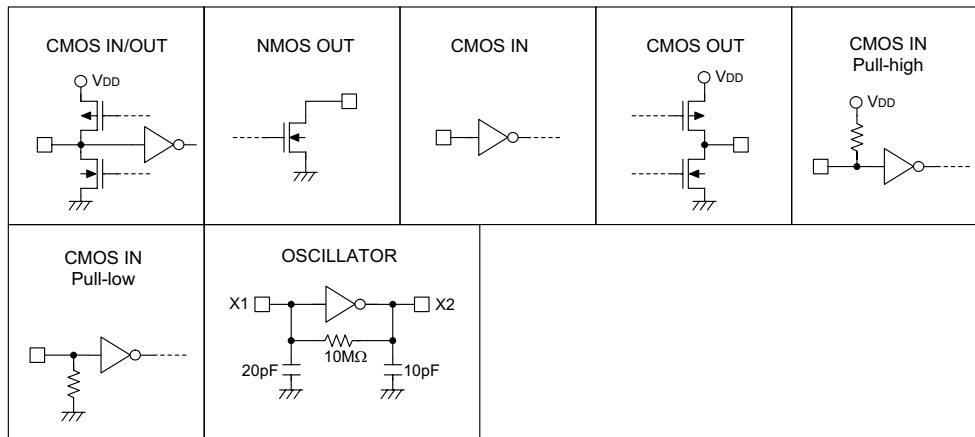 CMOS IN/OUT
VDD
NMOS OUT
CMOS IN
CMOS OUT
VDD
CMOS IN
Pull-high
VDD
CMOS IN
Pull-low
OSCILLATOR
X1
X2
10MΩ
20pF
10pF